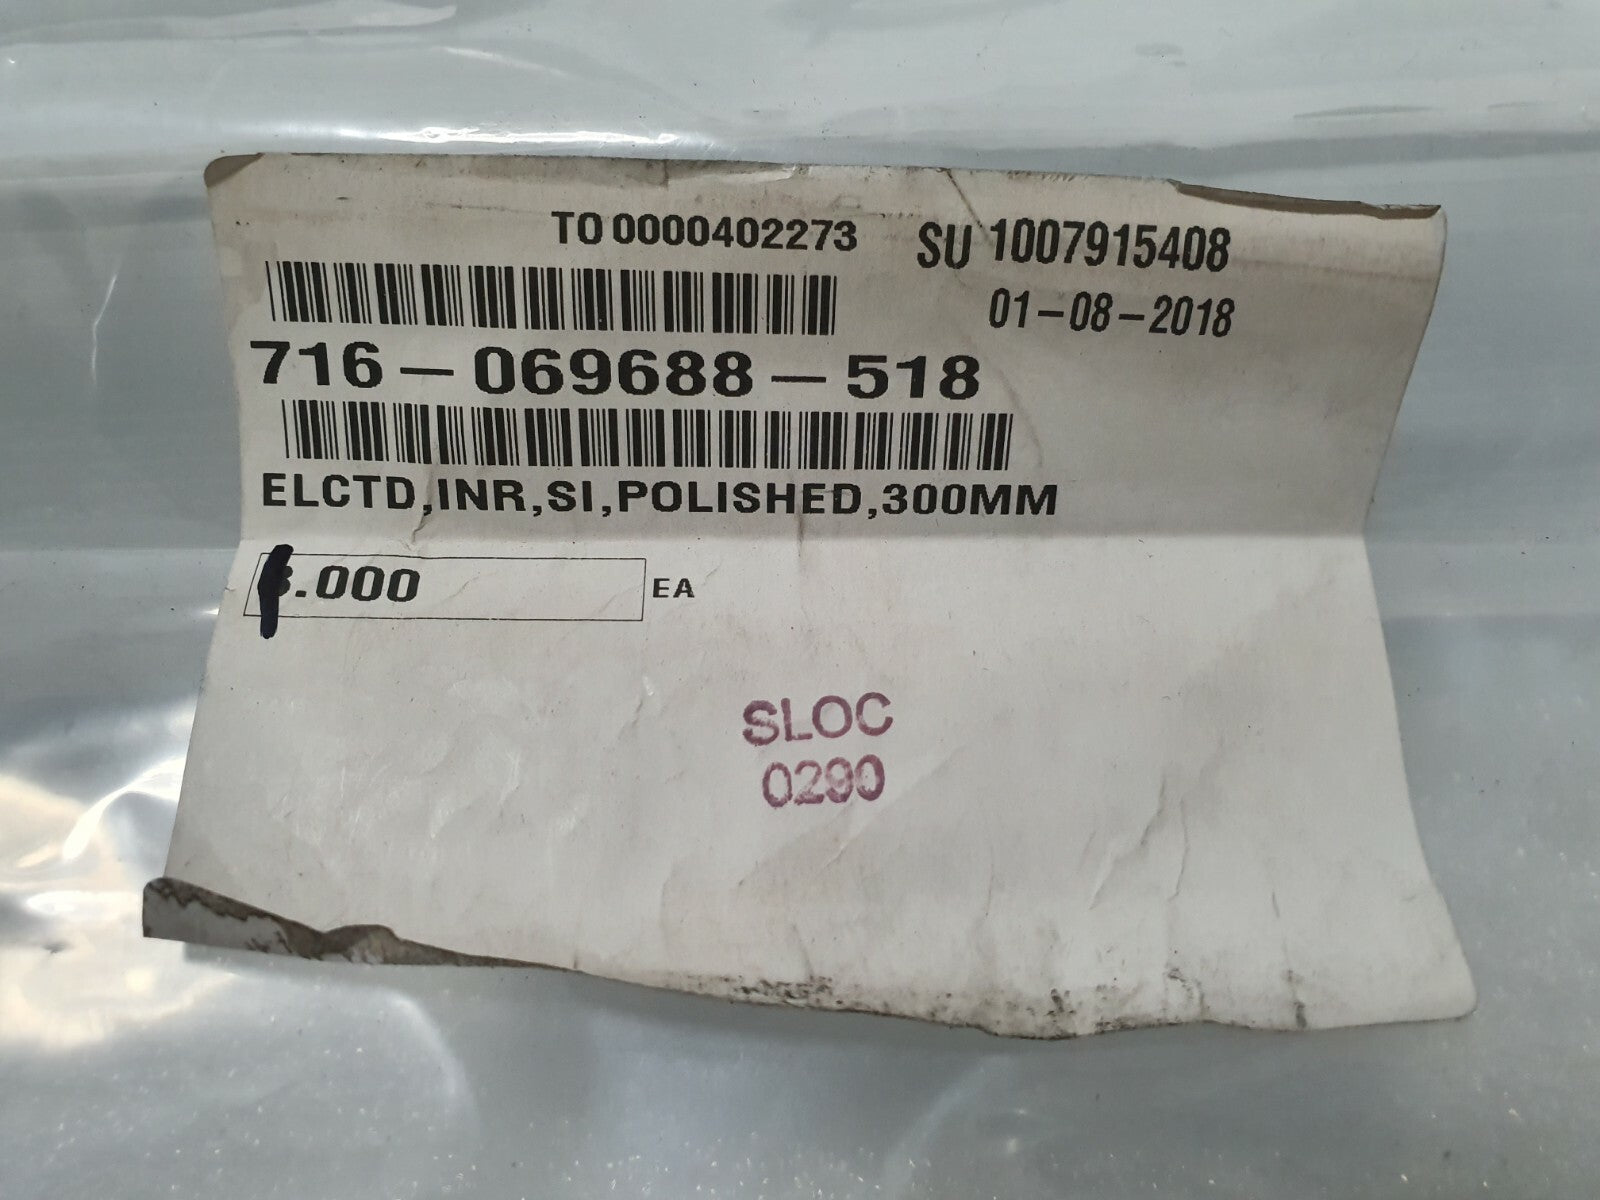 TO 0000402273 SU 1007915408
01-08-2018
716-069688-518
ELCTD,INR,SI,POLISHED,300MM
.000 EA
SLOC
0290